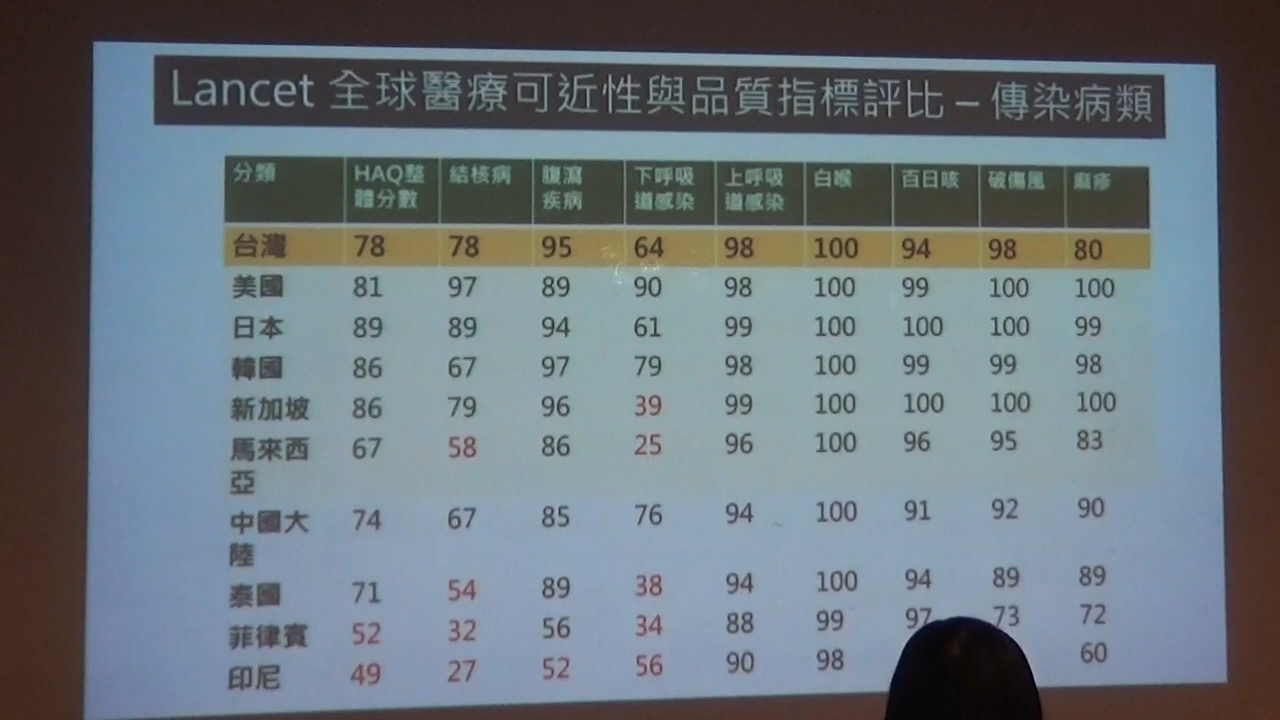 Lancet 全球醫療可近性與品質指標評比 – 傳染病類
分類 HAQ整體分數 結核病 腹瀉疾病 下呼吸道感染 上呼吸道感染 白喉 百日咳 破傷風 麻疹
台灣 78 78 95 64 98 100 94 98 80
美國 81 97 89 90 98 100 99 100 100
日本 89 89 94 61 99 100 100 100 99
韓國 86 67 97 79 98 100 99 99 98
新加坡 86 79 96 39 99 100 100 100 100
馬來西亞 67 58 86 25 96 100 96 95 83
中國大陸 74 67 85 76 94 100 91 92 90
泰國 71 54 89 38 94 100 94 89 89
菲律賓 52 32 56 34 88 99 97 73 72
印尼 49 27 52 56 90 98 60